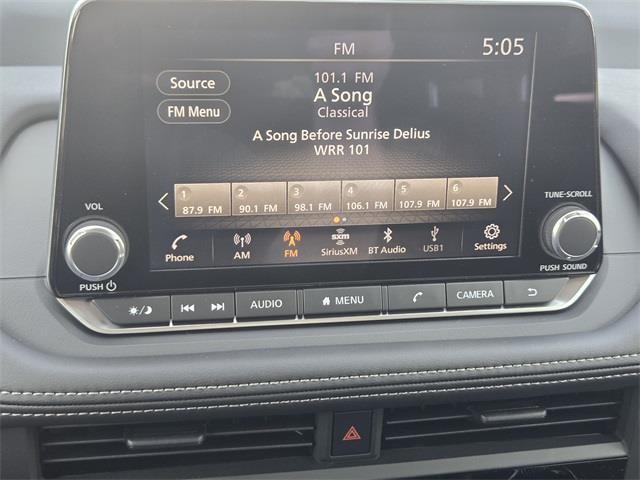 FM
5:05
Source
FM Menu
101.1 FM
A Song
Classical
A Song Before Sunrise Delius
WRR 101
1 2 3 4 5 6
87.9 FM 90.1 FM 98.1 FM 106.1 FM 107.9 FM 107.9 FM
Phone
AM
FM
sxm
SiriusXM
BT Audio
USB1
Settings
VOL
PUSH
TUNE-SCROLL
PUSH SOUND
AUDIO
MENU
CAMERA